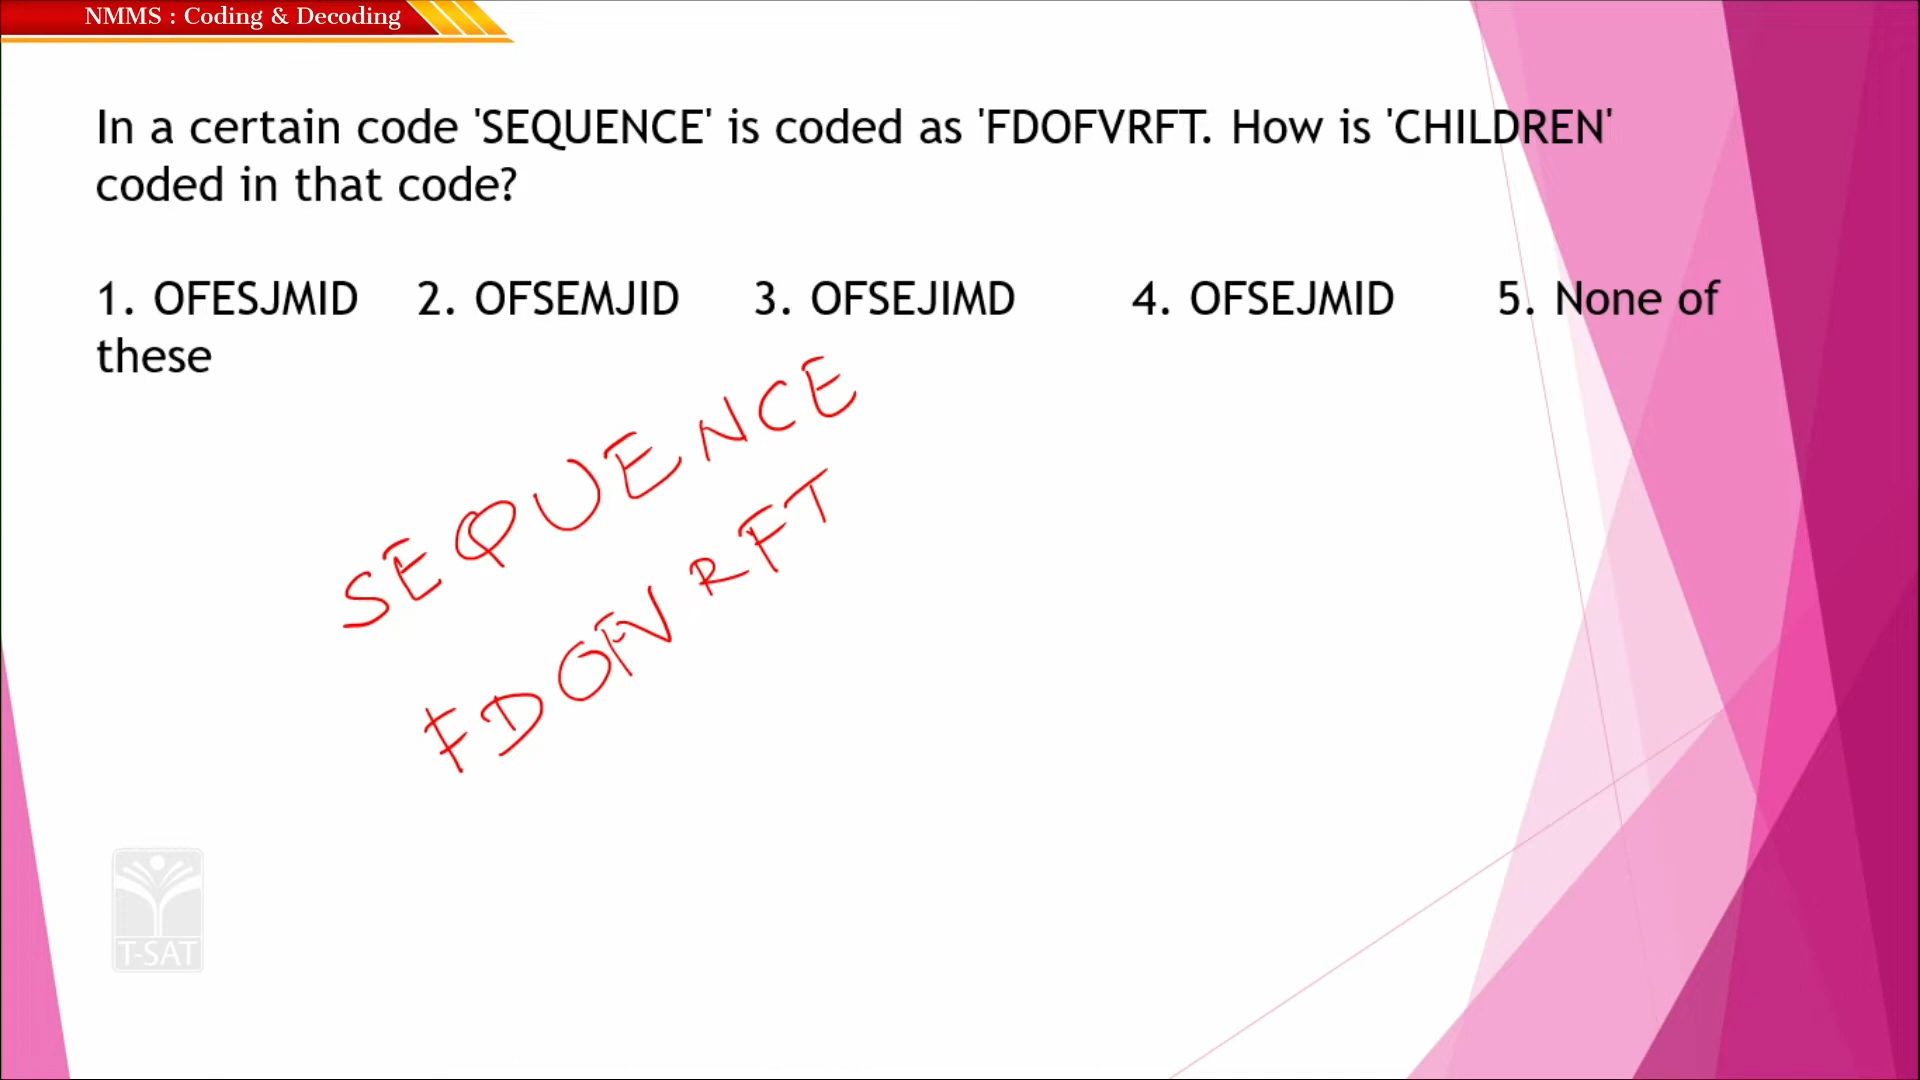 NMMS : Coding & Decoding
In a certain code 'SEQUENCE' is coded as 'FDOFVRFT. How is 'CHILDREN'
coded in that code?
1. OFESJMID 2. OFSEMJID 3. OFSEJIMD 4. OFSEJMID 5. None of
these
SEQUENCE
FDOFVRFT
T-SAT